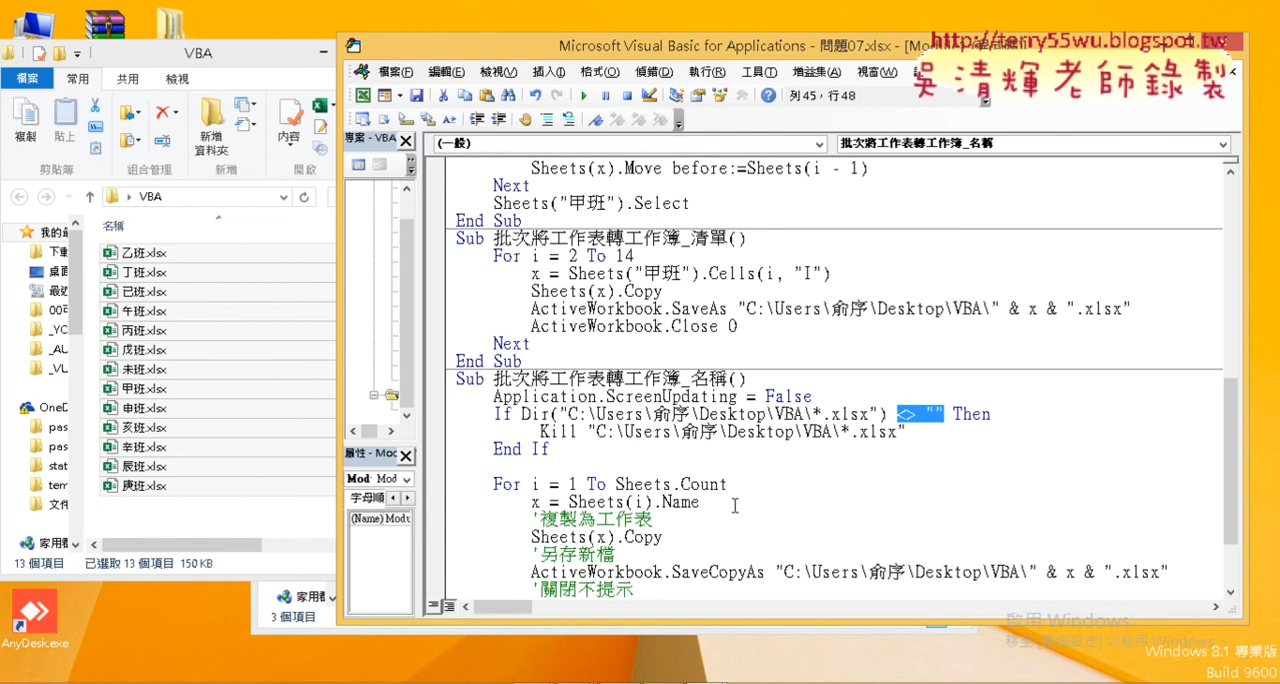 VBA
檔案
常用
共用
檢視
複製
貼上
新增
資料夾
內容
剪貼簿
組合管理
新增
開啟
VBA
名稱
我的最
下載
桌面
最近
_YC
_AU
_VU
OneD
pas
stat
ter
文件
家用群
乙班.xlsx
丁班.xlsx
已班.xlsx
午班.xlsx
丙班.xlsx
戊班.xlsx
未班.xlsx
甲班.xlsx
申班.xlsx
亥班.xlsx
辛班.xlsx
辰班.xlsx
庚班.xlsx
13 個項目 已選取 13 個項目 150 KB
家用群
3 個項目
AnyDesk.exe
Microsoft Visual Basic for Applications - 問題07.xlsx - [Mo
http://terry55wu.blogspot.tw
吳清輝老師錄製
檔案(F) 編輯(E) 檢視(V) 插入(I) 格式(O) 偵錯(D) 執行(R) 工具(T) 增益集(A) 視窗(W)
列 45，行 48
專案 - VBA
(一般)
批次將工作表轉工作簿_名稱
屬性 - Moc
Mod Mod
字母順
(Name) Modu
Sheets(x).Move before:=Sheets(i - 1)
Next
Sheets("甲班").Select
End Sub
Sub 批次將工作表轉工作簿_清單()
For i = 2 To 14
x = Sheets("甲班").Cells(i, "I")
Sheets(x).Copy
ActiveWorkbook.SaveAs "C:\Users\俞序\Desktop\VBA\" & x & ".xlsx"
ActiveWorkbook.Close 0
Next
End Sub
Sub 批次將工作表轉工作簿_名稱()
Application.ScreenUpdating = False
If Dir("C:\Users\俞序\Desktop\VBA\*.xlsx") <> "" Then
Kill "C:\Users\俞序\Desktop\VBA\*.xlsx"
End If
For i = 1 To Sheets.Count
x = Sheets(i).Name
'複製為工作表
Sheets(x).Copy
'另存新檔
ActiveWorkbook.SaveCopyAs "C:\Users\俞序\Desktop\VBA\" & x & ".xlsx"
'關閉不提示
啟用 Windows
Windows 8.1 專業版
Build 9600